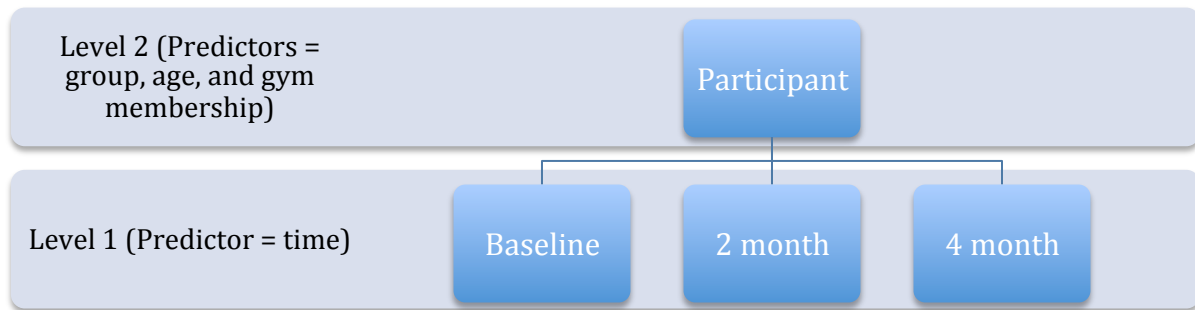 Level 2 (Predictors =
group, age, and gym
membership)
Participant
Level 1 (Predictor = time)
Baseline
2 month
4 month